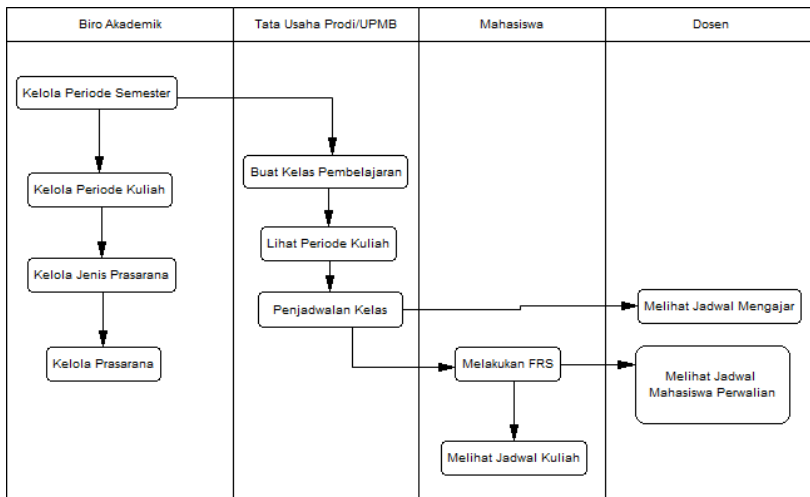 Biro Akademik
Tata Usaha Prodi/UPMB
Mahasiswa
Dosen
Kelola Periode Semester
Buat Kelas Pembelajaran
Kelola Periode Kuliah
Lihat Periode Kuliah
Kelola Jenis Prasarana
Penjadwalan Kelas
Melihat Jadwal Mengajar
Kelola Prasarana
Melakukan FRS
Melihat Jadwal
Mahasiswa Perwalian
Melihat Jadwal Kuliah